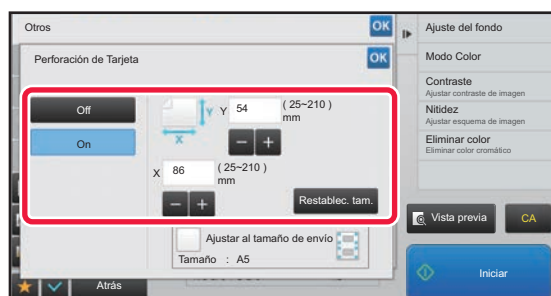 Otros
OK
Perforación de Tarjeta
OK
Off
On
Y
Y
54
( 25~210 )
mm
X
X
86
( 25~210 )
mm
Restablec. tam.
Ajustar al tamaño de envío
Tamaño : A5
Atrás
Ajuste del fondo
Modo Color
Contraste
Ajustar contraste de imagen
Nitidez
Ajustar esquema de imagen
Eliminar color
Eliminar color cromático
Vista previa
CA
Iniciar